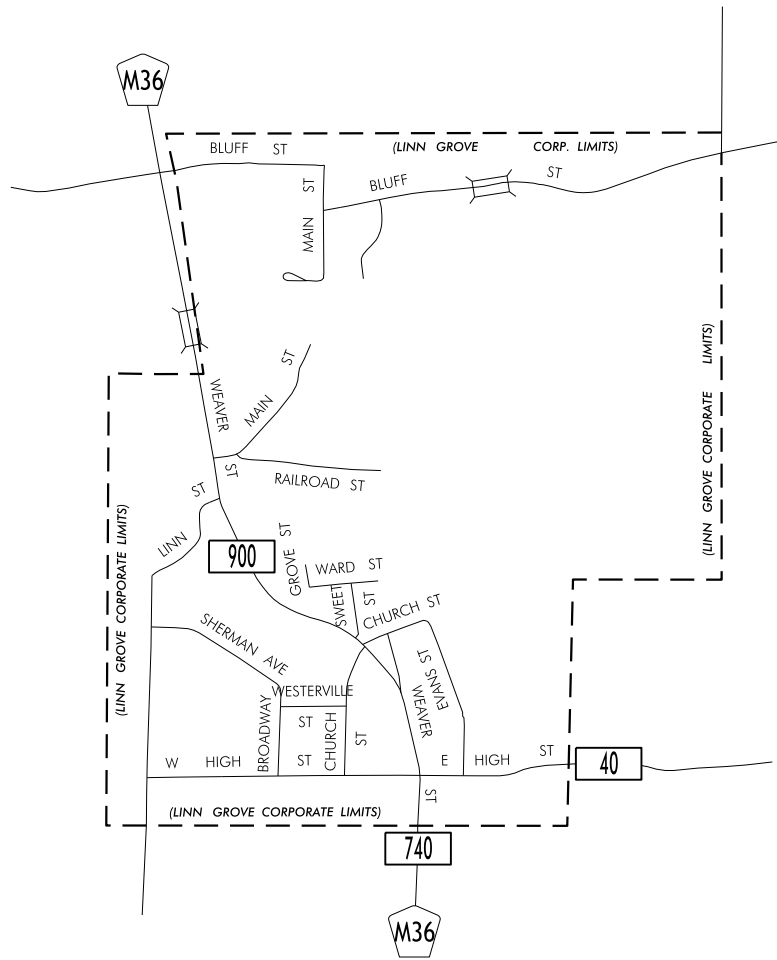 M36
BLUFF ST
(LINN GROVE CORP. LIMITS)
MAIN ST
BLUFF ST
(LINN GROVE CORPORATE LIMITS)
WEAVER ST
MAIN ST
RAILROAD ST
LINN ST
(LINN GROVE CORPORATE LIMITS)
900
GROVE ST
WARD ST
SWEET ST
CHURCH ST
SHERMAN AVE
EVANS ST
WEAVER ST
WESTERVILLE ST
BROADWAY ST
CHURCH ST
W HIGH
E HIGH ST
40
(LINN GROVE CORPORATE LIMITS)
740
M36